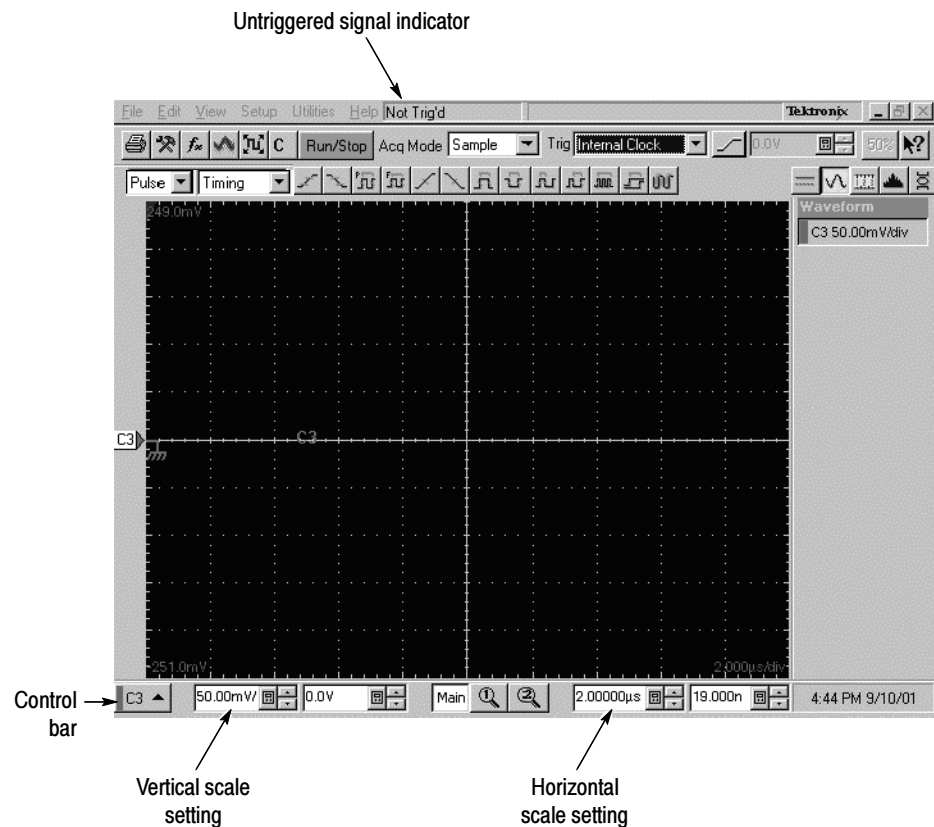 Untriggered signal indicator
File Edit View Setup Utilities Help Not Trig'd Tektronix
C Run/Stop Acq Mode Sample Trig Internal Clock 0.0V 50%
Pulse Timing
249.0mV
Waveform
C3 50.00mV/div
C3
C3
-251.0mV
2.000µs/div
C3 50.00mV/ 0.0V Main 1 2 2.00000µs 19.000n 4:44 PM 9/10/01
Control
bar
Vertical scale
setting
Horizontal
scale setting